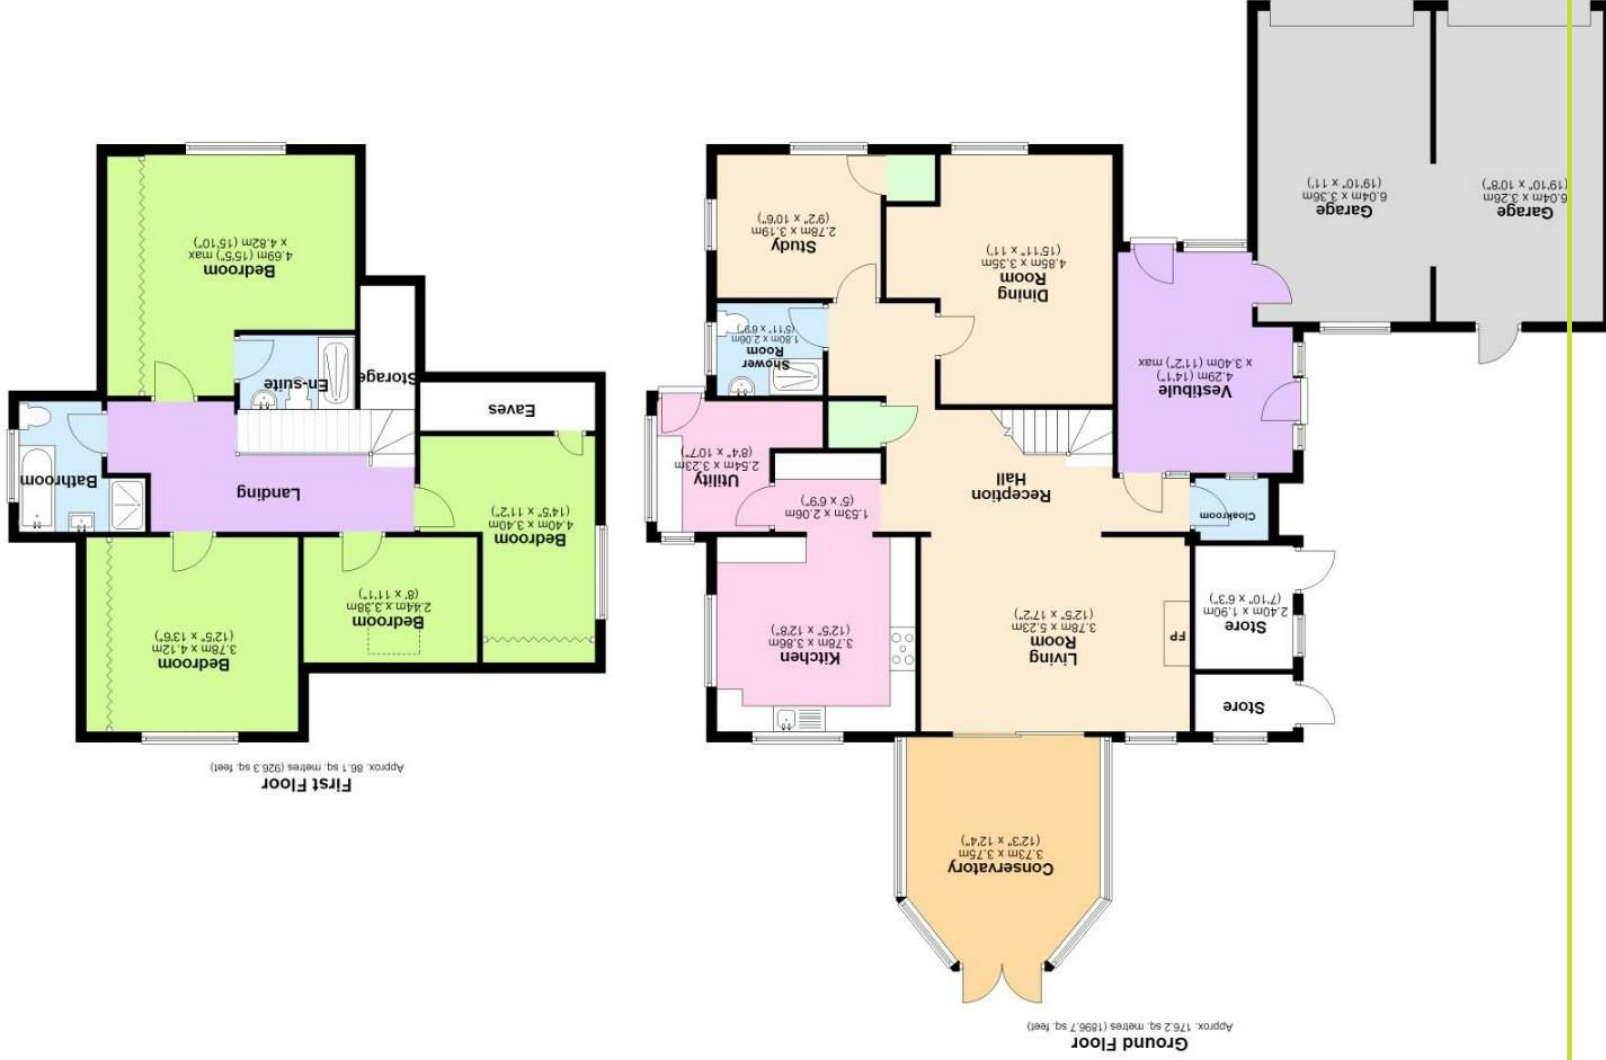 Ground Floor
Approx. 176.2 sq. metres (1896.7 sq. feet)
Conservatory
3.73m x 3.75m
(12'3" x 12'4")
Store
Store
2.40m x 1.90m
(7'10" x 6'3")
FP
Living
Room
3.78m x 5.23m
(12'5" x 17'2")
Kitchen
3.78m x 3.86m
(12'5" x 12'8")
Cloakroom
Reception
Hall
1.53m x 2.06m
(5' x 6'9")
Utility
2.54m x 3.23m
(8'4" x 10'7")
Vestibule
4.29m (14'1")
x 3.40m (11'2") max
Shower
Room
1.80m x 2.06m
(5'11" x 6'9")
Dining
Room
4.85m x 3.35m
(15'11" x 11')
Study
2.78m x 3.19m
(9'2" x 10'6")
Garage
6.04m x 3.26m
(19'10" x 10'8")
Garage
6.04m x 3.36m
(19'10" x 11')
First Floor
Approx. 86.1 sq. metres (926.3 sq. feet)
Bedroom
3.78m x 4.12m
(12'5" x 13'6")
Bedroom
2.44m x 3.38m
(8' x 11'1")
Bedroom
4.40m x 3.40m
(14'5" x 11'2")
Landing
Bathroom
Eaves
Storage
En-suite
Bedroom
4.69m (15'5") max
x 4.82m (15'10")